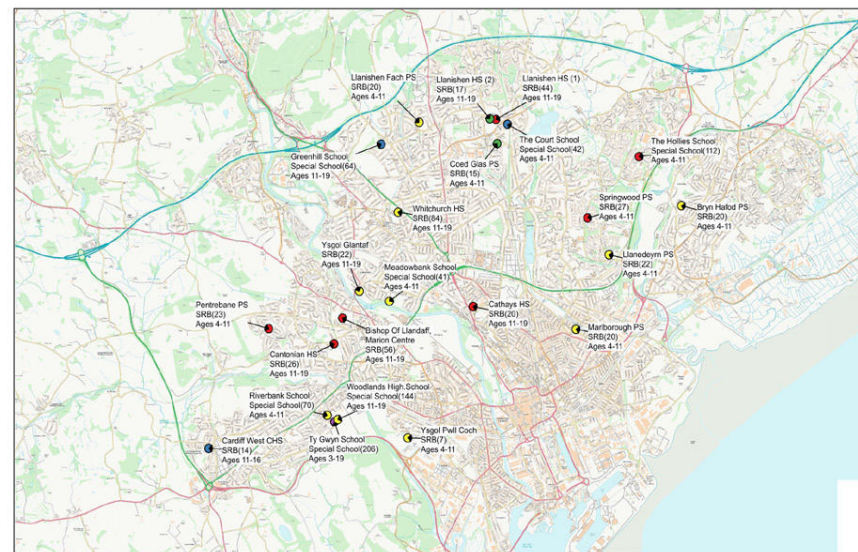 Llanishen Fach PS
SRB(20)
Ages 4-11
Llanishen HS (2)
SRB(17)
Ages 11-19
Llanishen HS (1)
SRB(44)
Ages 11-19
The Court School
Special School(42)
Ages 4-11
Greenhill School
Special School(64)
Ages 11-19
Coed Glas PS
SRB(15)
Ages 4-11
The Hollies School
Special School(112)
Ages 4-11
Whitchurch HS
SRB(84)
Ages 11-19
Springwood PS
SRB(27)
Ages 4-11
Bryn Hafod PS
SRB(20)
Ages 4-11
Ysgol Glantaf
SRB(22)
Ages 11-19
Meadowbank School
Special School(41)
Ages 4-11
Llanedeyrn PS
SRB(22)
Ages 4-11
Pentrebane PS
SRB(23)
Ages 4-11
Bishop Of Llandaff,
Marion Centre
SRB(56)
Ages 11-19
Cathays HS
SRB(20)
Ages 11-19
Marlborough PS
SRB(20)
Ages 4-11
Cantonian HS
SRB(26)
Ages 11-19
Woodlands High School
Special School(144)
Ages 11-19
Riverbank School
Special School(70)
Ages 4-11
Cardiff West CHS
SRB(14)
Ages 11-16
Ty Gwyn School
Special School(206)
Ages 3-19
Ysgol Pwll Coch
SRB(7)
Ages 4-11